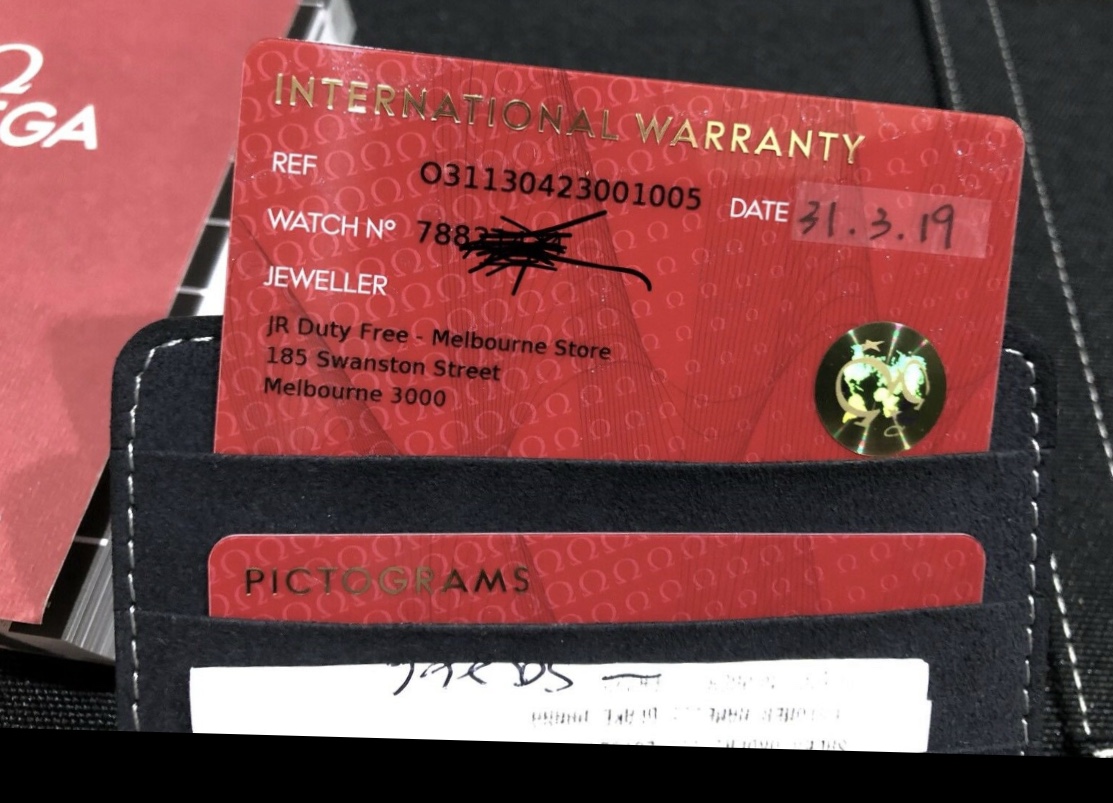 Ω
EGA
INTERNATIONAL WARRANTY
REF O31130423001005
DATE 31.3.19
WATCH Nº 788
JEWELLER
JR Duty Free - Melbourne Store
185 Swanston Street
Melbourne 3000
PICTOGRAMS